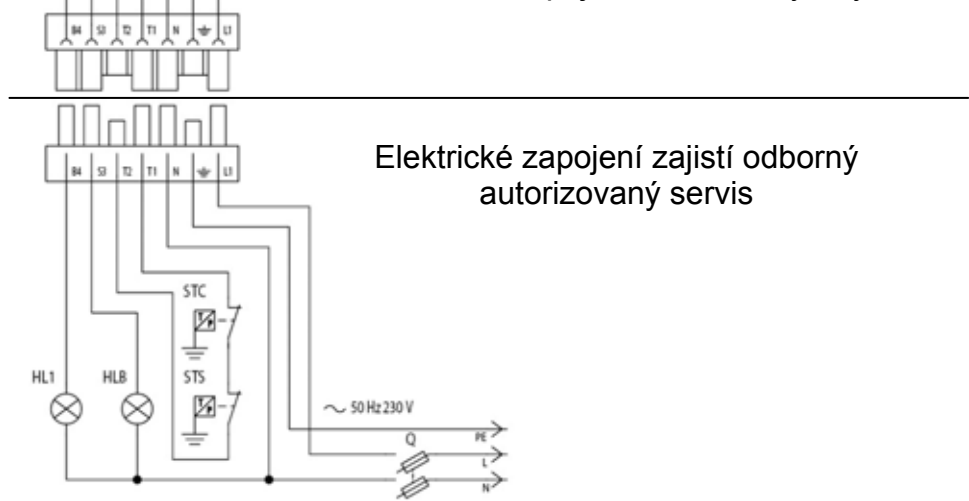 B4 S3 T2 T1 N L1
B4 S3 T2 T1 N L1
Elektrické zapojení zajistí odborný
autorizovaný servis
STC
HL1 HLB STS
~ 50 Hz 230 V
Q
PE
L
N